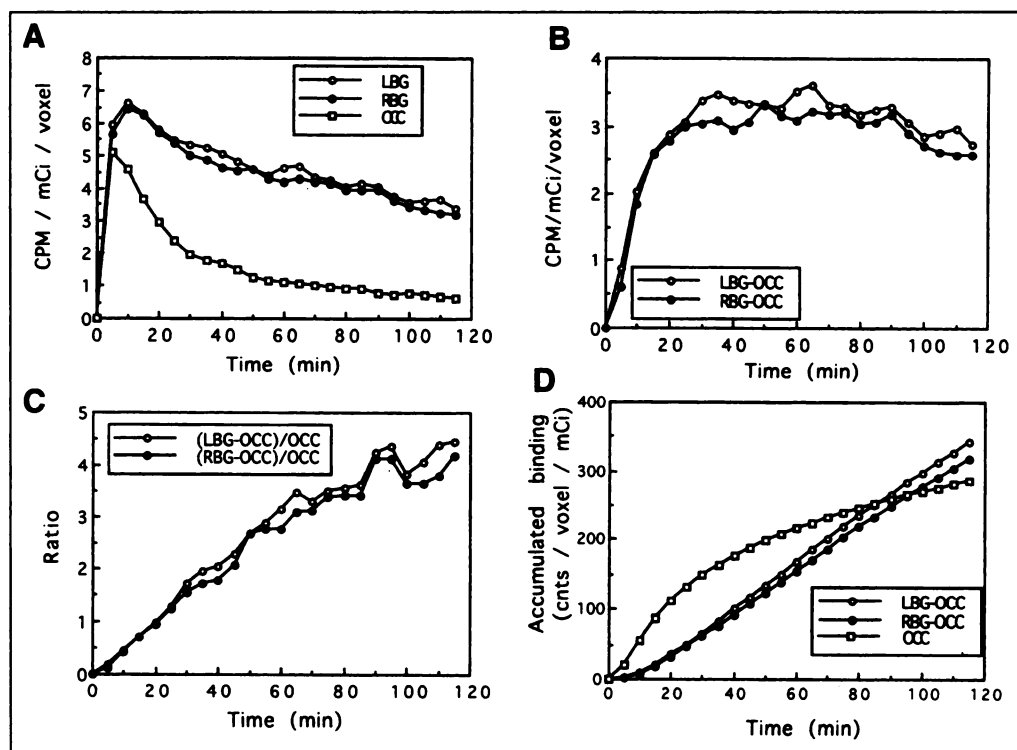 A
CPM / mCi / voxel
8
7
6
5
4
3
2
1
0
LBG
RBG
OCC
0 20 40 60 80 100 120
Time (min)
B
CPM/mCi/voxel
4
3
2
1
0
LBG-OCC
RBG-OCC
0 20 40 60 80 100 120
Time (min)
C
Ratio
5
4
3
2
1
0
(LBG-OCC)/OCC
(RBG-OCC)/OCC
0 20 40 60 80 100 120
Time (min)
D
Accumulated binding
(cnts / voxel / mCi)
400
300
200
100
0
LBG-OCC
RBG-OCC
OCC
0 20 40 60 80 100 120
Time (min)